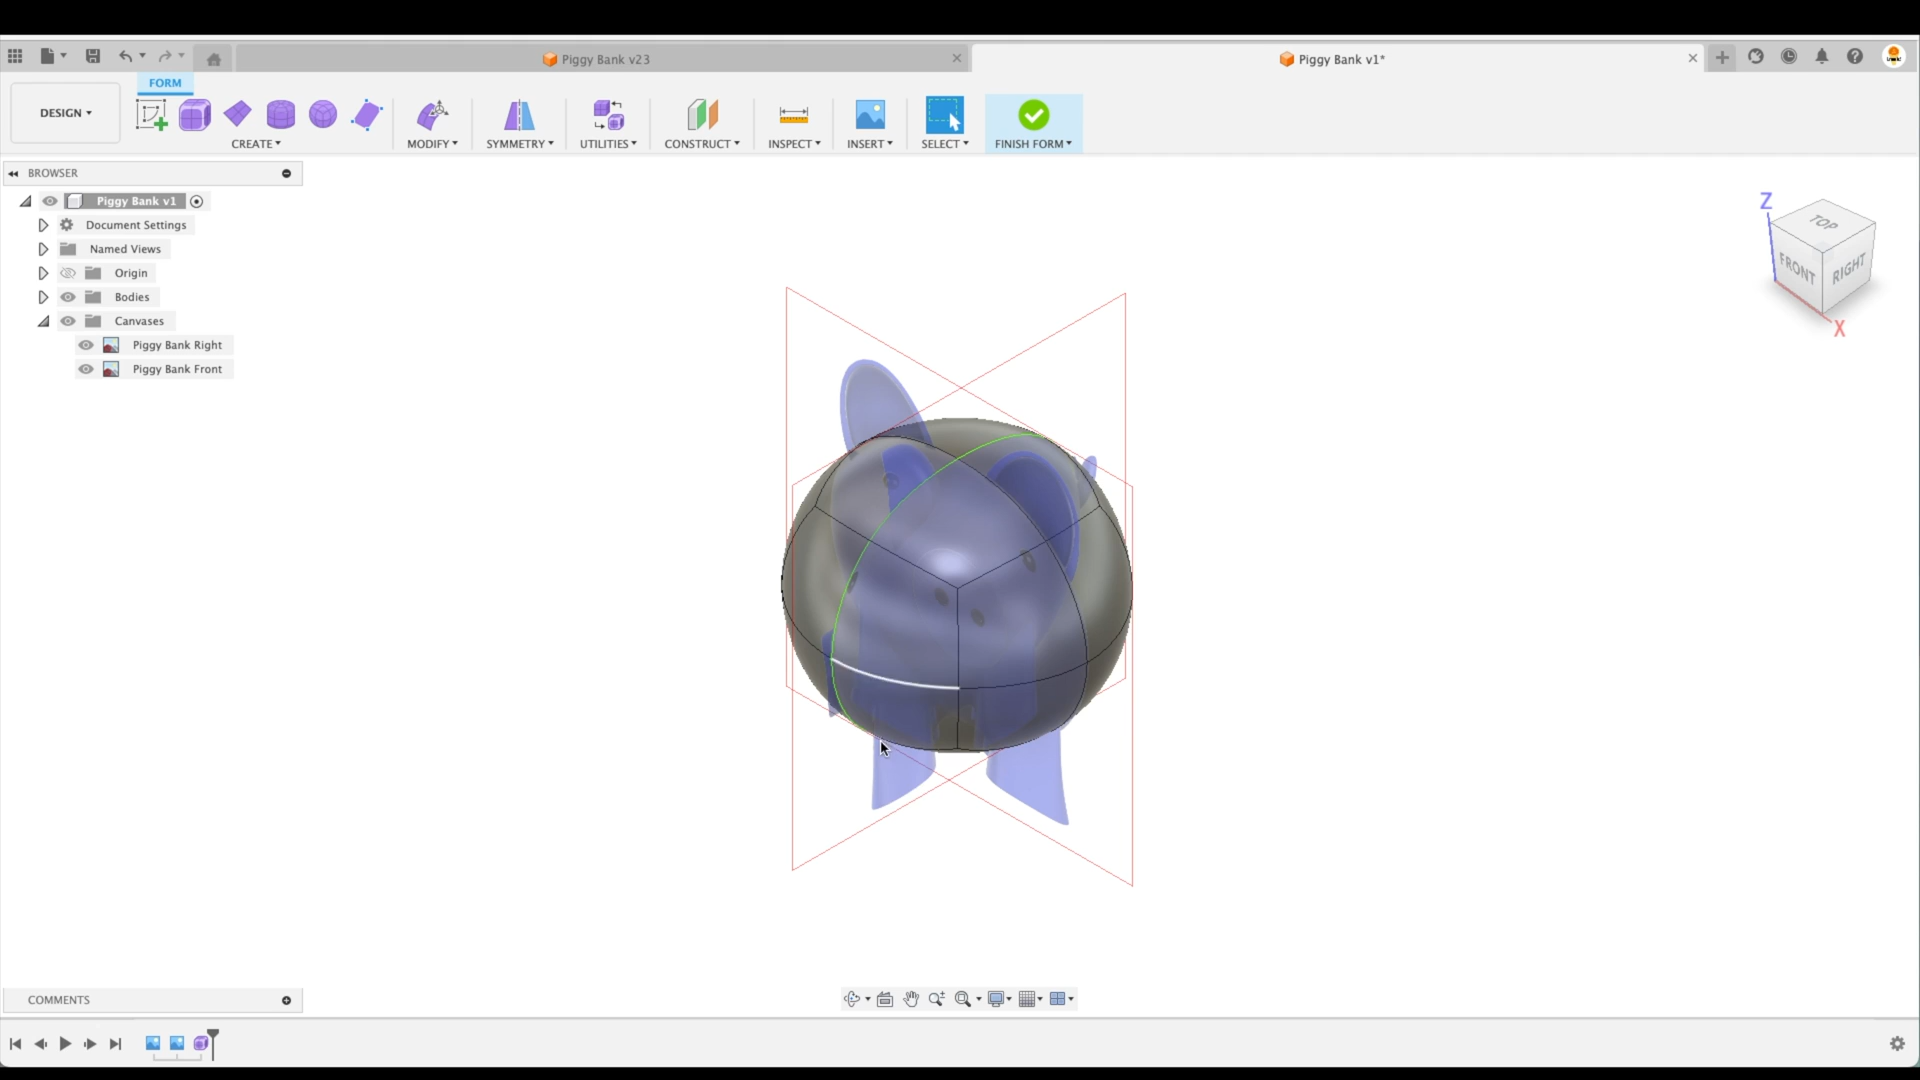 Piggy Bank v23
Piggy Bank v1*
FORM
DESIGN
CREATE
MODIFY
SYMMETRY
UTILITIES
CONSTRUCT
INSPECT
INSERT
SELECT
FINISH FORM
BROWSER
Piggy Bank v1
Document Settings
Named Views
Origin
Bodies
Canvases
Piggy Bank Right
Piggy Bank Front
Z
TOP
FRONT
RIGHT
X
COMMENTS